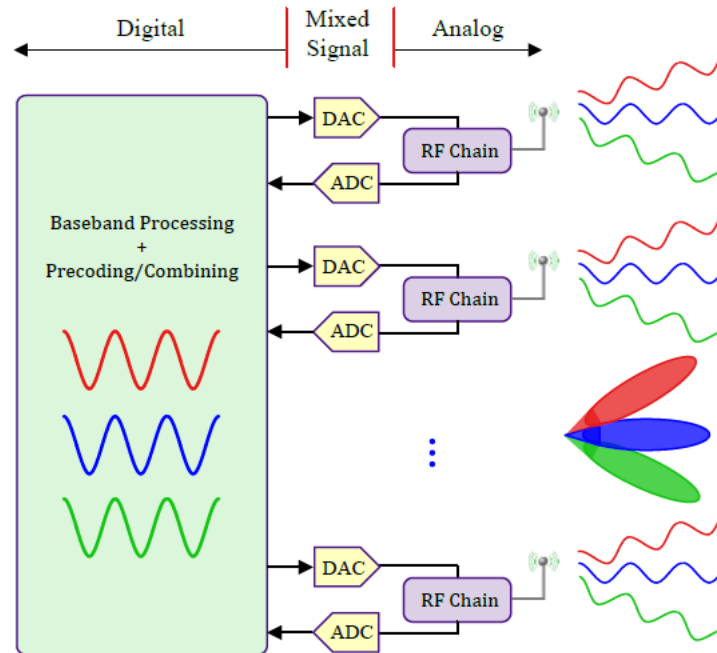 Digital
Mixed
Signal
Analog
DAC
RF Chain
ADC
Baseband Processing
+
Precoding/Combining
DAC
RF Chain
ADC
DAC
RF Chain
ADC